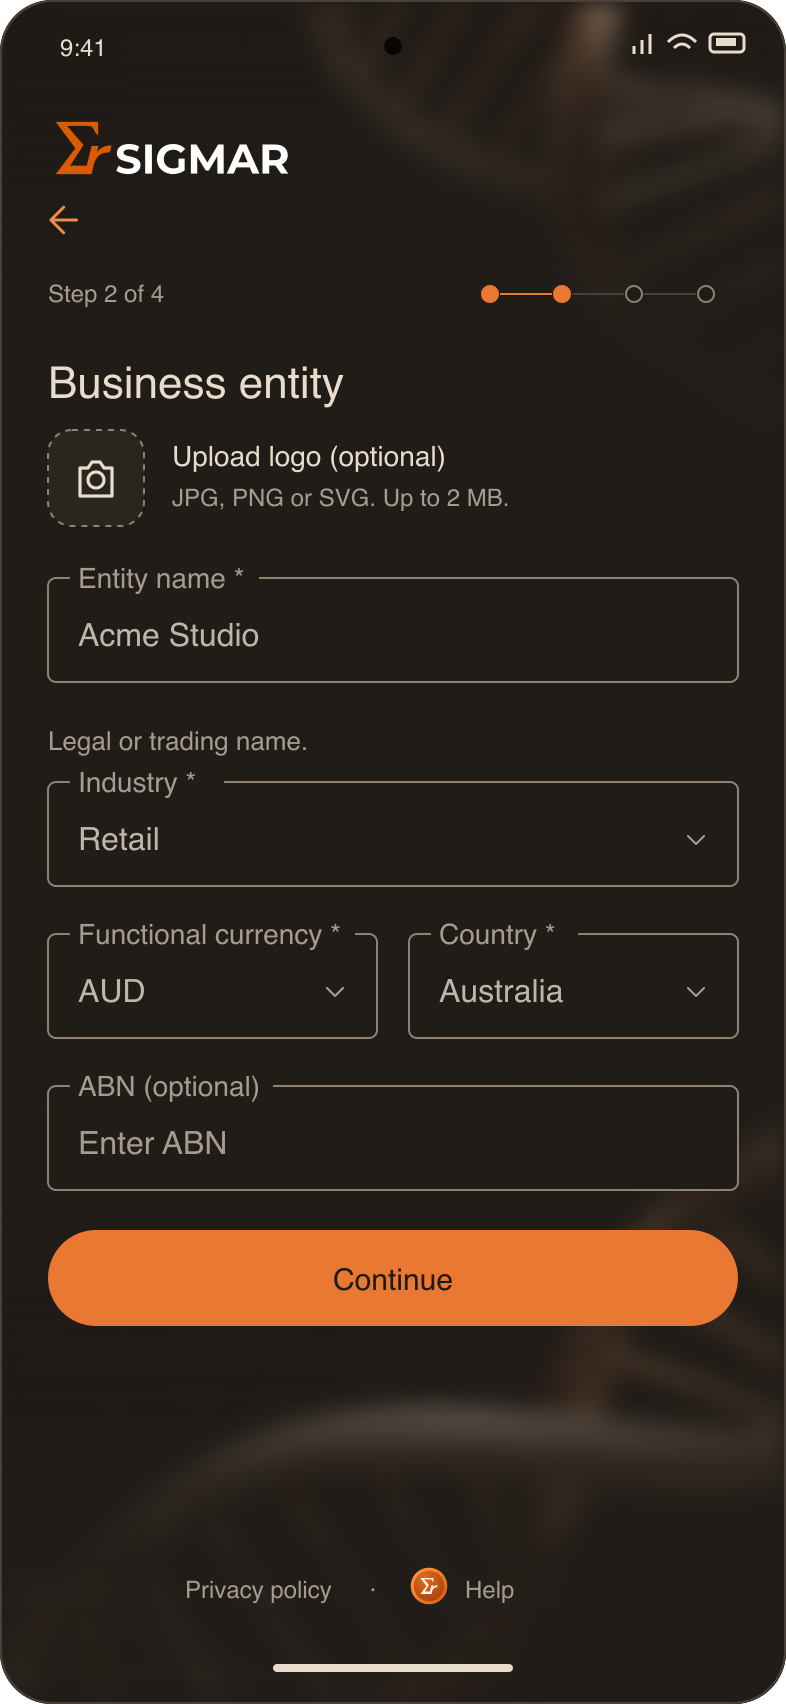 9:41
Σr SIGMAR
Step 2 of 4
Business entity
Upload logo (optional)
JPG, PNG or SVG. Up to 2 MB.
Entity name *
Acme Studio
Legal or trading name.
Industry *
Retail
Functional currency *
AUD
Country *
Australia
ABN (optional)
Enter ABN
Continue
Privacy policy · Σr Help